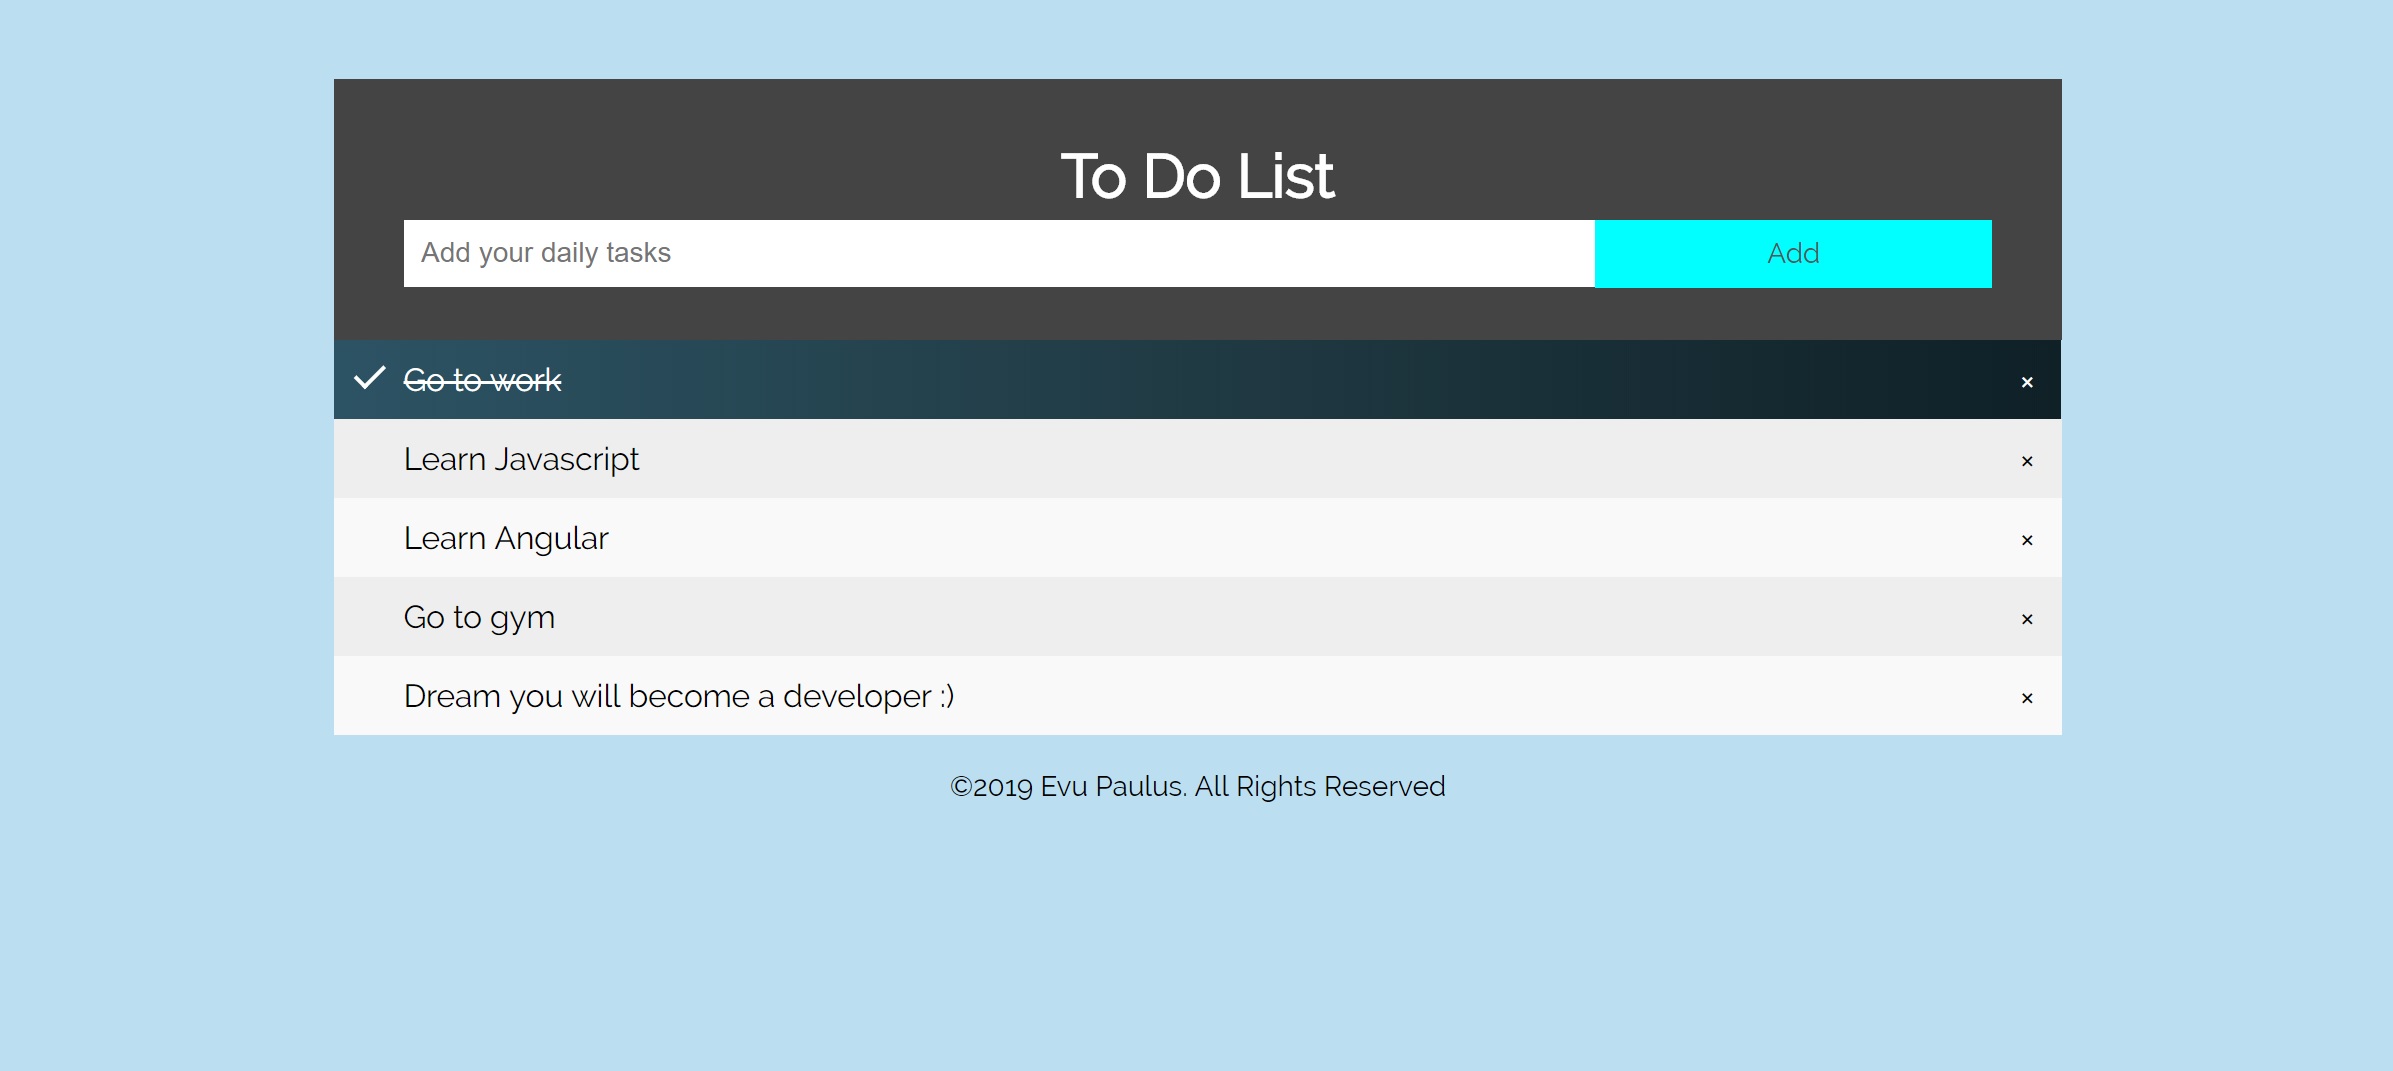 To Do List
Add your daily tasks
Add
Go to work
×
Learn Javascript
×
Learn Angular
×
Go to gym
×
Dream you will become a developer :)
×
©2019 Evu Paulus. All Rights Reserved